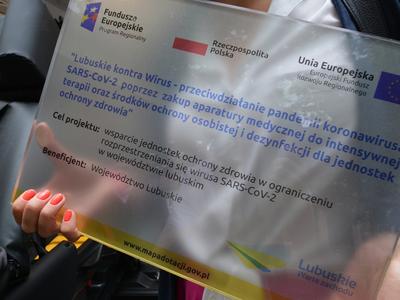 Fundusze
Europejskie
Program Regionalny
Rzeczpospolita
Polska
Unia Europejska
Europejski Fundusz
Rozwoju Regionalnego
"Lubuskie kontra Wirus - przeciwdziałanie pandemii koronawirusa
SARS-CoV-2 poprzez zakup aparatury medycznej do intensywnej
terapii oraz środków ochrony osobistej i dezynfekcji dla jednostek
ochrony zdrowia"
Cel projektu: wsparcie jednostek ochrony zdrowia w ograniczeniu
rozprzestrzeniania się wirusa SARS-CoV-2
w województwie lubuskim
Beneficjent: Województwo Lubuskie
www.mapadotacji.gov.pl
Lubuskie
Warte zachodu